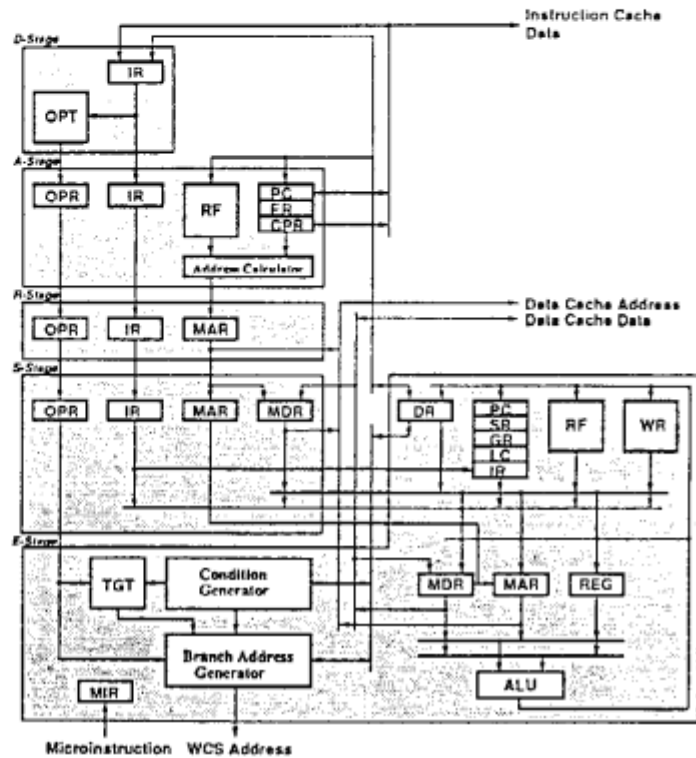 Instruction Cache
Data
D-Stage
IR
OPT
A-Stage
OPR
IR
RF
PC
GPR
Address Calculator
R-Stage
OPR
IR
MAR
Data Cache Address
Data Cache Data
S-Stage
OPR
IR
MAR
MDR
DR
PC
SR
GR
LC
IR
RF
WR
E-Stage
TGT
Condition
Generator
Branch Address
Generator
MIR
MDR
MAR
REG
ALU
Microinstruction
WCS Address